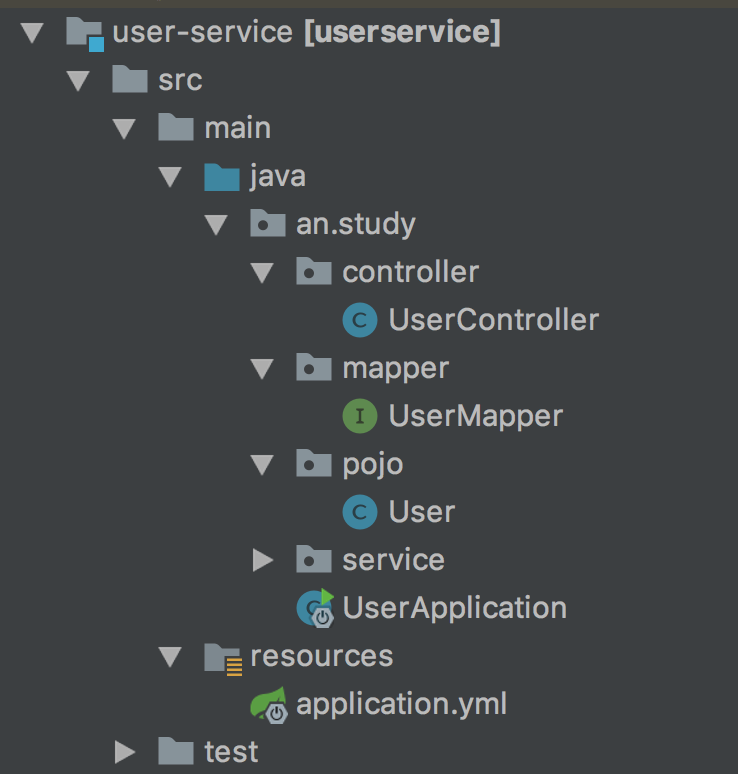 user-service [userservice]
src
main
java
an.study
controller
C UserController
mapper
I UserMapper
pojo
C User
service
C UserApplication
resources
application.yml
test